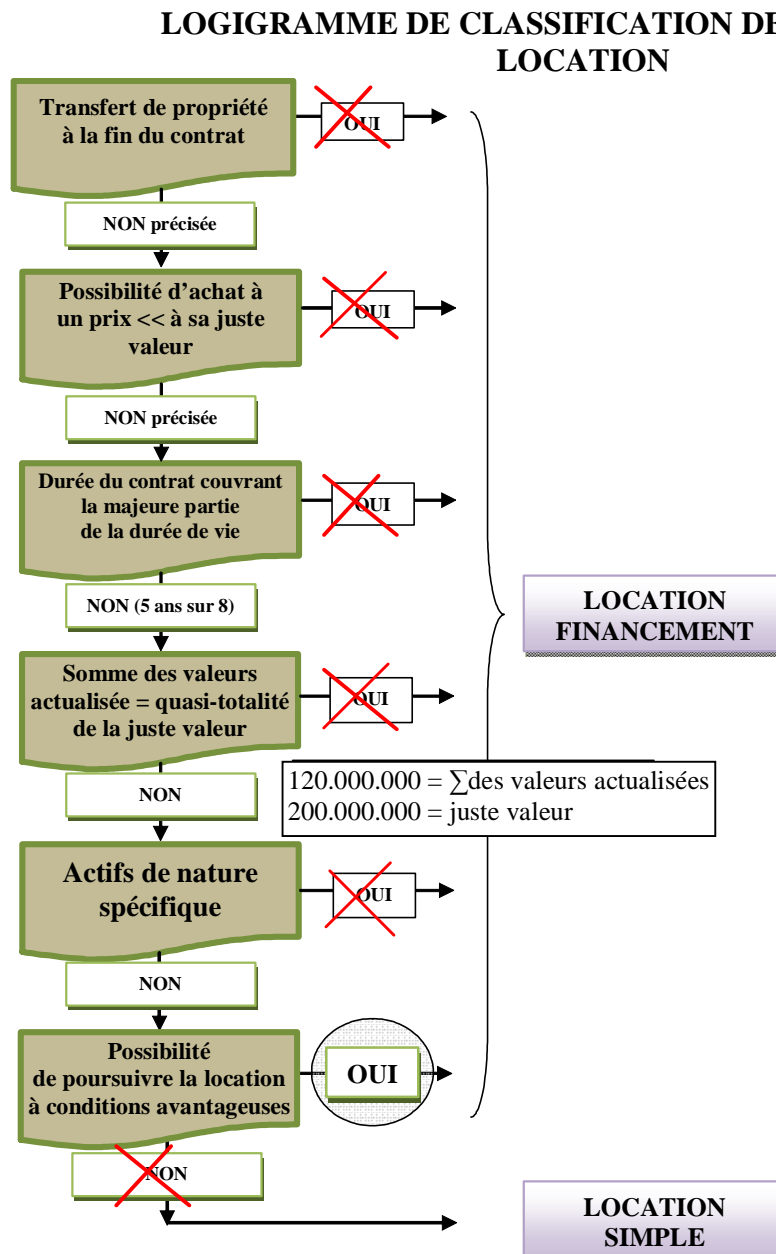 LOGIGRAMME DE CLASSIFICATION DE
LOCATION
Transfert de propriété
à la fin du contrat
OUI
NON précisée
Possibilité d'achat à
un prix << à sa juste
valeur
OUI
NON précisée
Durée du contrat couvrant
la majeure partie
de la durée de vie
OUI
NON (5 ans sur 8)
LOCATION
FINANCEMENT
Somme des valeurs
actualisée = quasi-totalité
de la juste valeur
OUI
120.000.000 = ∑des valeurs actualisées
200.000.000 = juste valeur
NON
Actifs de nature
spécifique
OUI
NON
Possibilité
de poursuivre la location
à conditions avantageuses
OUI
NON
LOCATION
SIMPLE